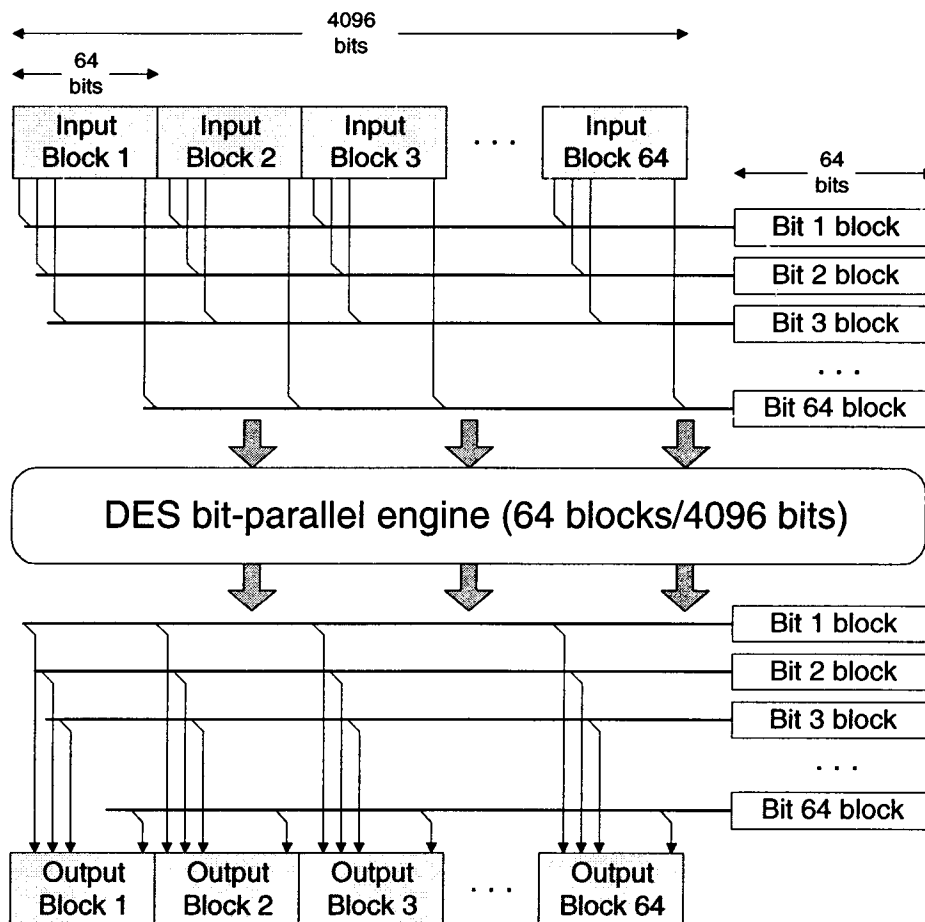 4096
bits
64
bits
Input
Block 1
Input
Block 2
Input
Block 3
. . .
Input
Block 64
64
bits
Bit 1 block
Bit 2 block
Bit 3 block
. . .
Bit 64 block
DES bit-parallel engine (64 blocks/4096 bits)
Bit 1 block
Bit 2 block
Bit 3 block
. . .
Bit 64 block
Output
Block 1
Output
Block 2
Output
Block 3
. . .
Output
Block 64